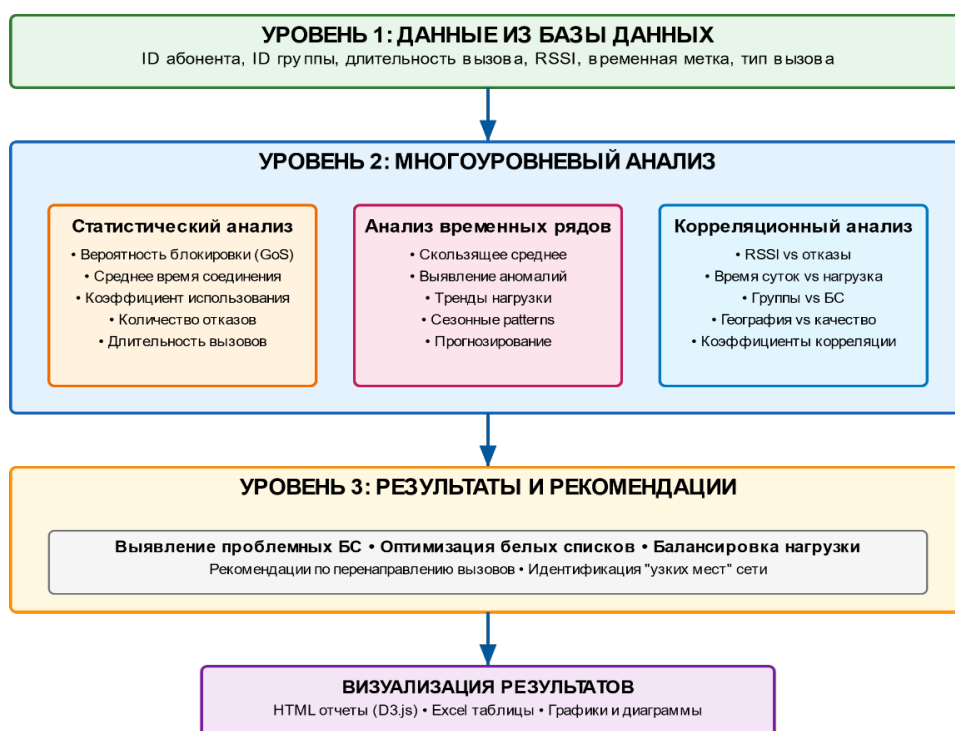 УРОВЕНЬ 1: ДАННЫЕ ИЗ БАЗЫ ДАННЫХ
ID абонента, ID группы, длительность вызова, RSSI, временная метка, тип вызова
УРОВЕНЬ 2: МНОГОУРОВНЕВЫЙ АНАЛИЗ
Статистический анализ
• Вероятность блокировки (GoS)
• Среднее время соединения
• Коэффициент использования
• Количество отказов
• Длительность вызовов
Анализ временных рядов
• Скользящее среднее
• Выявление аномалий
• Тренды нагрузки
• Сезонные patterns
• Прогнозирование
Корреляционный анализ
• RSSI vs отказы
• Время суток vs нагрузка
• Группы vs БС
• География vs качество
• Коэффициенты корреляции
УРОВЕНЬ 3: РЕЗУЛЬТАТЫ И РЕКОМЕНДАЦИИ
Выявление проблемных БС • Оптимизация белых списков • Балансировка нагрузки
Рекомендации по перенаправлению вызовов • Идентификация "узких мест" сети
ВИЗУАЛИЗАЦИЯ РЕЗУЛЬТАТОВ
HTML отчеты (D3.js) • Excel таблицы • Графики и диаграммы